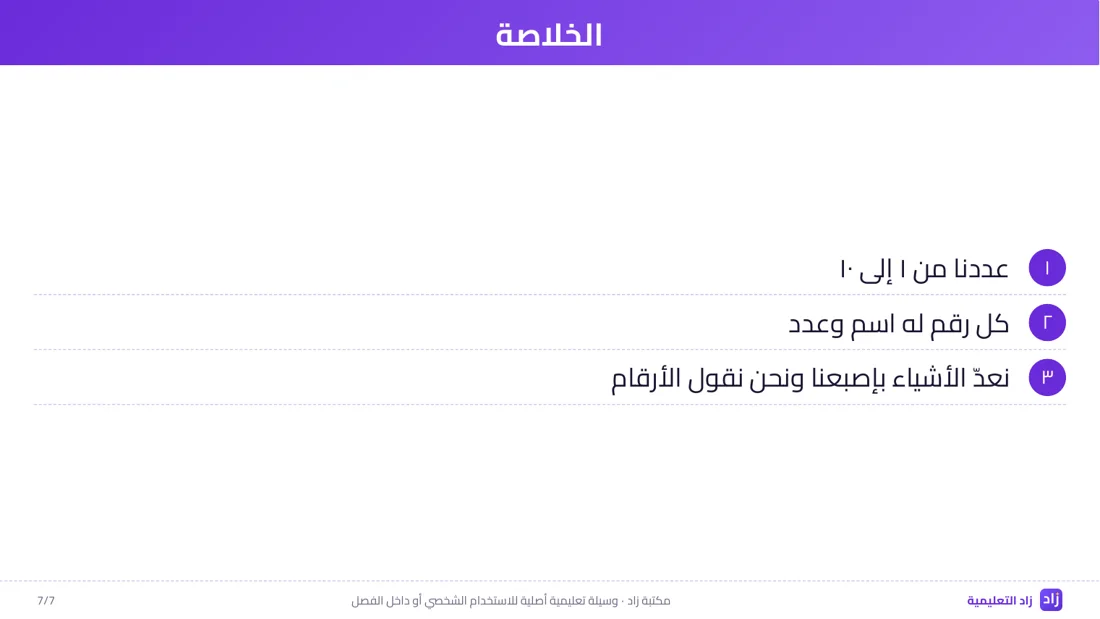 الخلاصة
١ عددنا من ١ إلى ١٠
٢ كل رقم له اسم وعدد
٣ نعدّ الأشياء بإصبعنا ونحن نقول الأرقام
زاد زاد التعليمية
مكتبة زاد · وسيلة تعليمية أصلية للاستخدام الشخصي أو داخل الفصل
7/7